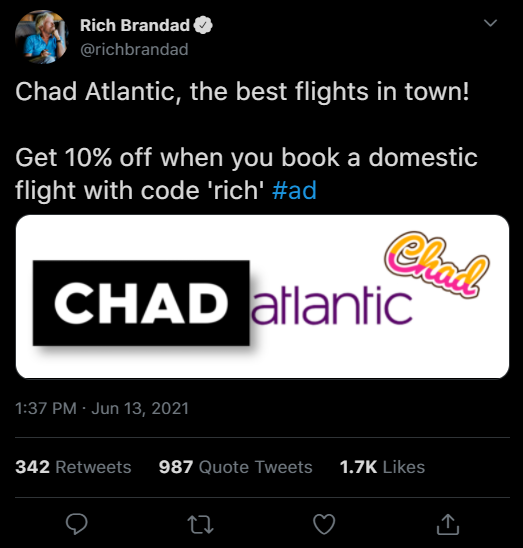 Rich Brandad
@richbrandad
Chad Atlantic, the best flights in town!
Get 10% off when you book a domestic
flight with code 'rich' #ad
Chad
CHAD atlantic
1:37 PM · Jun 13, 2021
342 Retweets 987 Quote Tweets 1.7K Likes